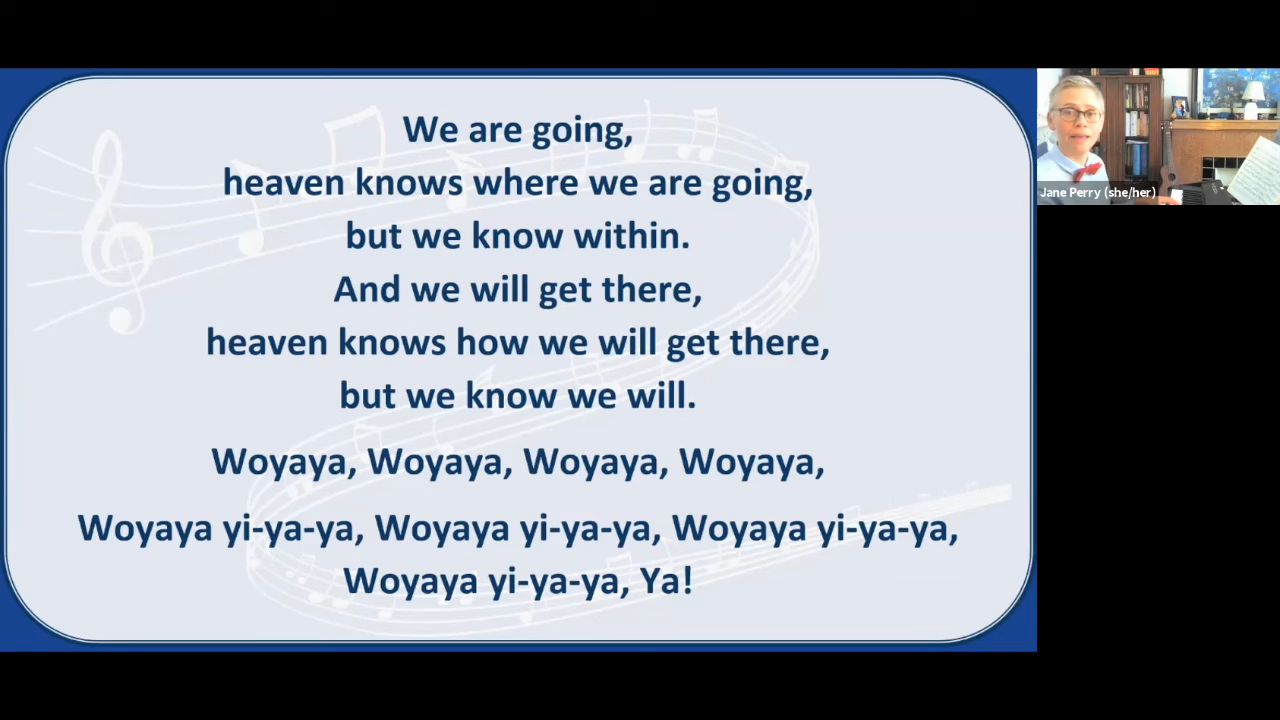 We are going,
heaven knows where we are going,
but we know within.
And we will get there,
heaven knows how we will get there,
but we know we will.
Woyaya, Woyaya, Woyaya, Woyaya,
Woyaya yi-ya-ya, Woyaya yi-ya-ya, Woyaya yi-ya-ya,
Woyaya yi-ya-ya, Ya!
Jane Perry (she/her)